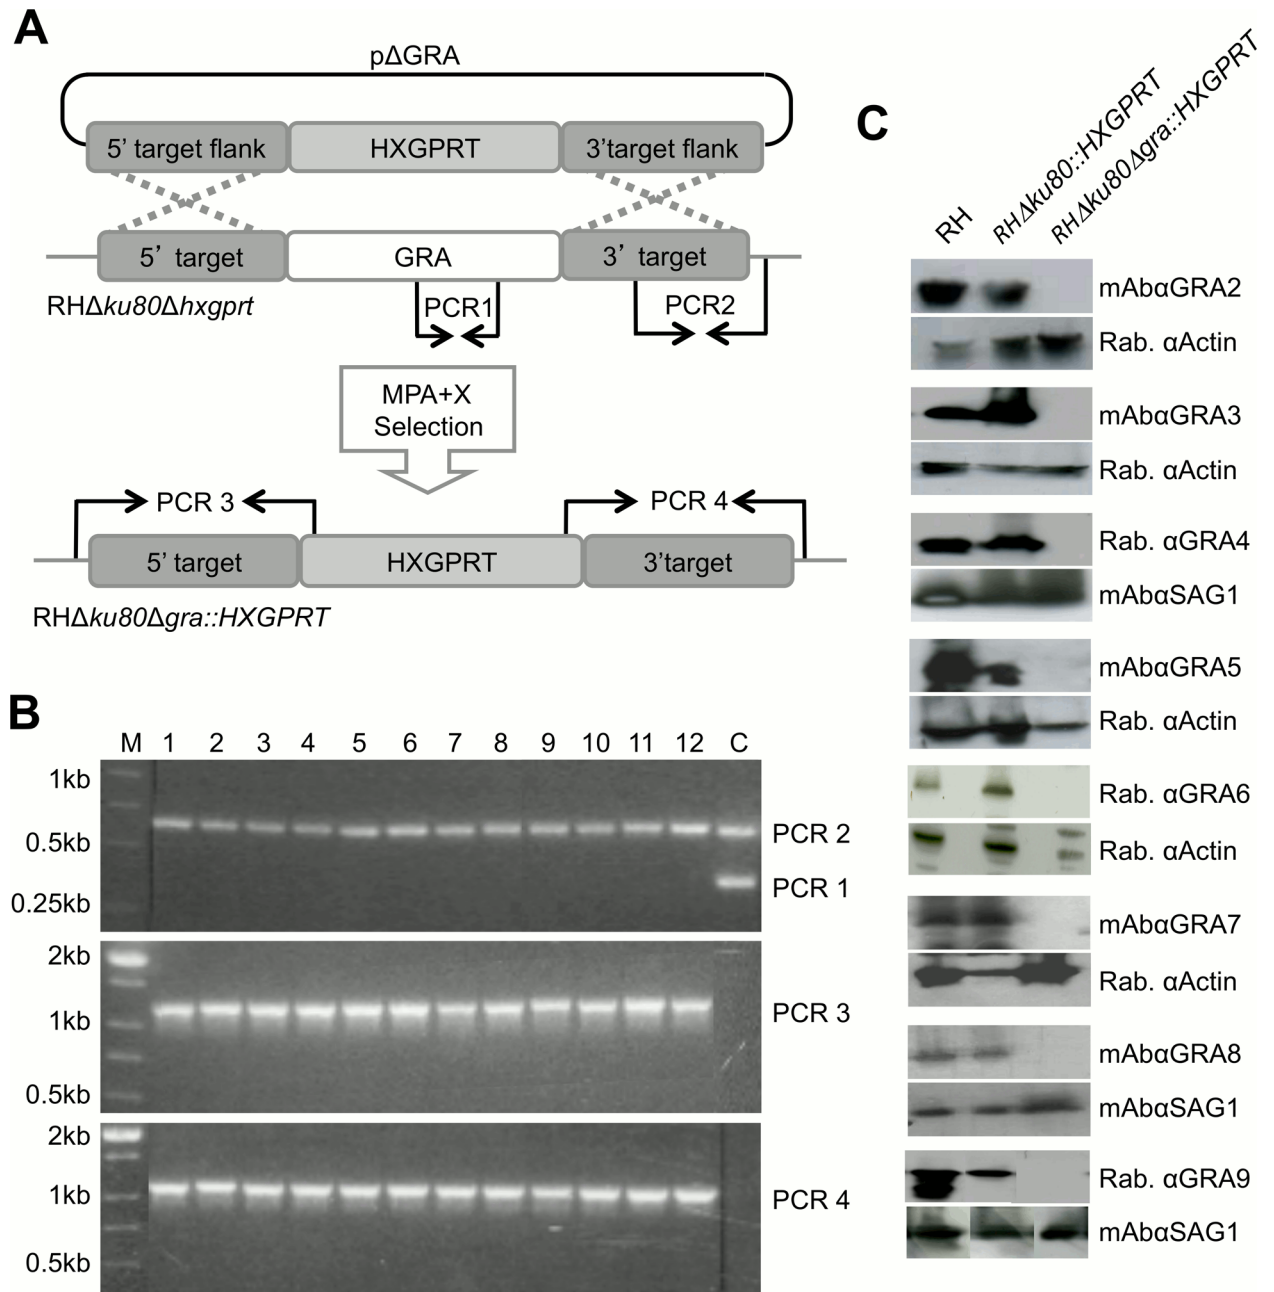 A
pΔGRA
5' target flank HXGPRT 3'target flank
5' target GRA 3' target
RHΔku80Δhxgprt
PCR1 PCR2
MPA+X
Selection
PCR 3 PCR 4
5' target HXGPRT 3'target
RHΔku80Δgra::HXGPRT
B
M 1 2 3 4 5 6 7 8 9 10 11 12 C
1kb
0.5kb
0.25kb
PCR 2
PCR 1
2kb
1kb
0.5kb
PCR 3
2kb
1kb
0.5kb
PCR 4
C
RH
RHΔku80::HXGPRT
RHΔku80Δgra::HXGPRT
mAbαGRA2
Rab. αActin
mAbαGRA3
Rab. αActin
Rab. αGRA4
mAbαSAG1
mAbαGRA5
Rab. αActin
Rab. αGRA6
Rab. αActin
mAbαGRA7
Rab. αActin
mAbαGRA8
mAbαSAG1
Rab. αGRA9
mAbαSAG1